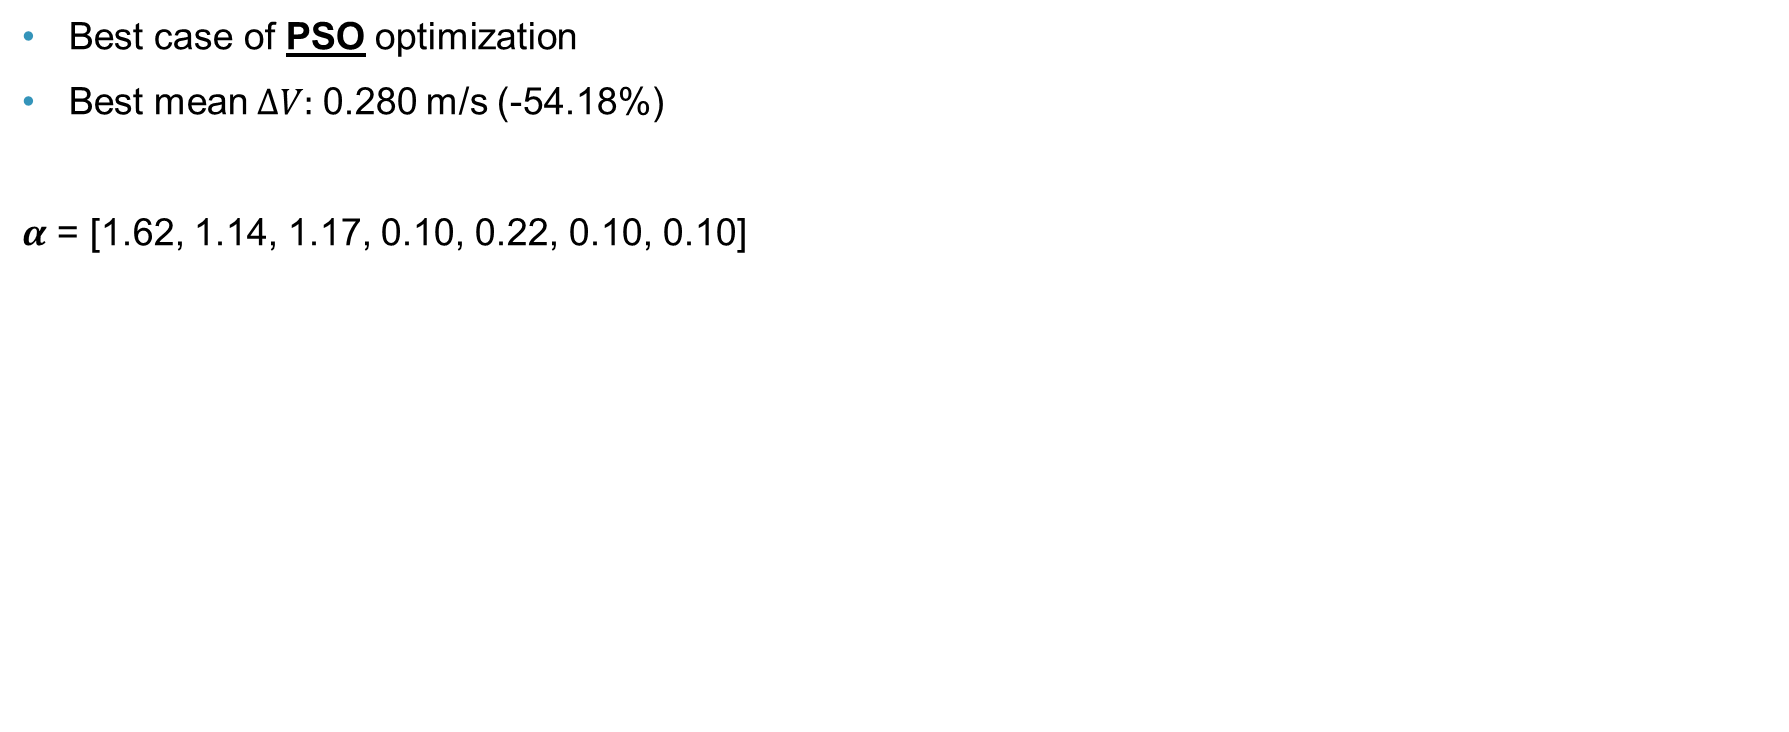 • Best case of PSO optimization
• Best mean Δ𝑉: 0.280 m/s (-54.18%)
𝜶 = [1.62, 1.14, 1.17, 0.10, 0.22, 0.10, 0.10]